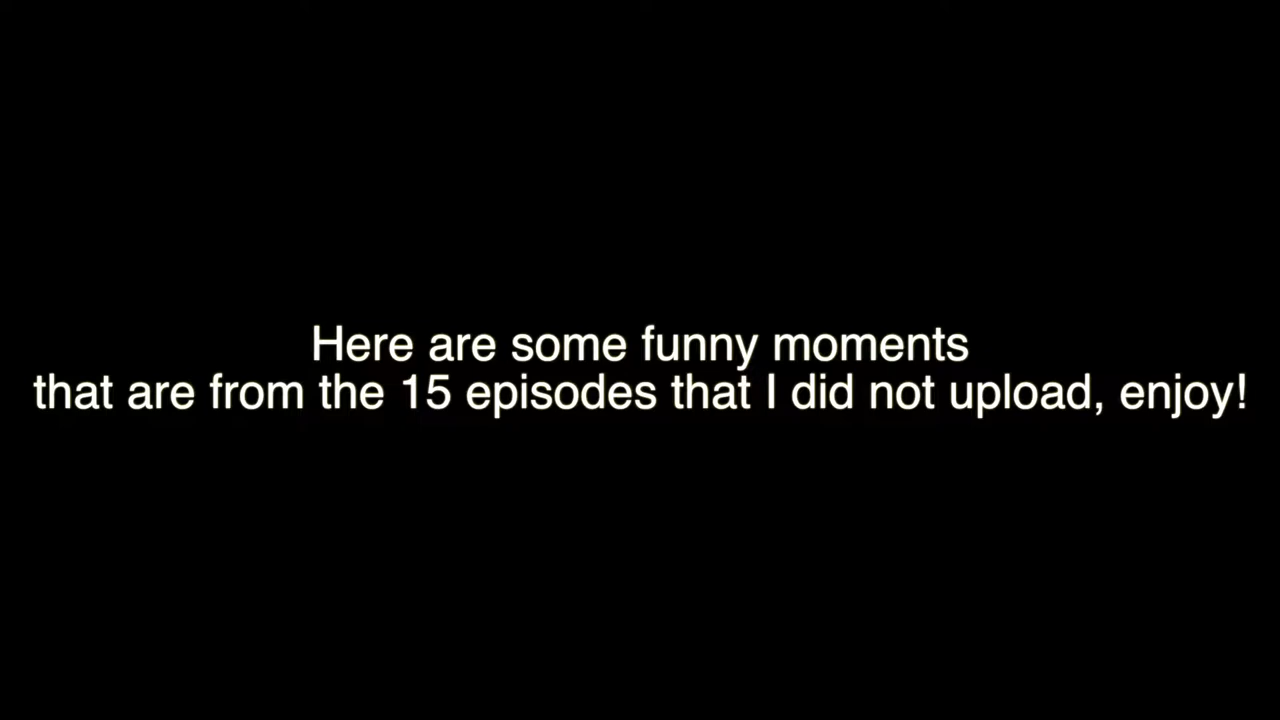 Here are some funny moments
that are from the 15 episodes that I did not upload, enjoy!